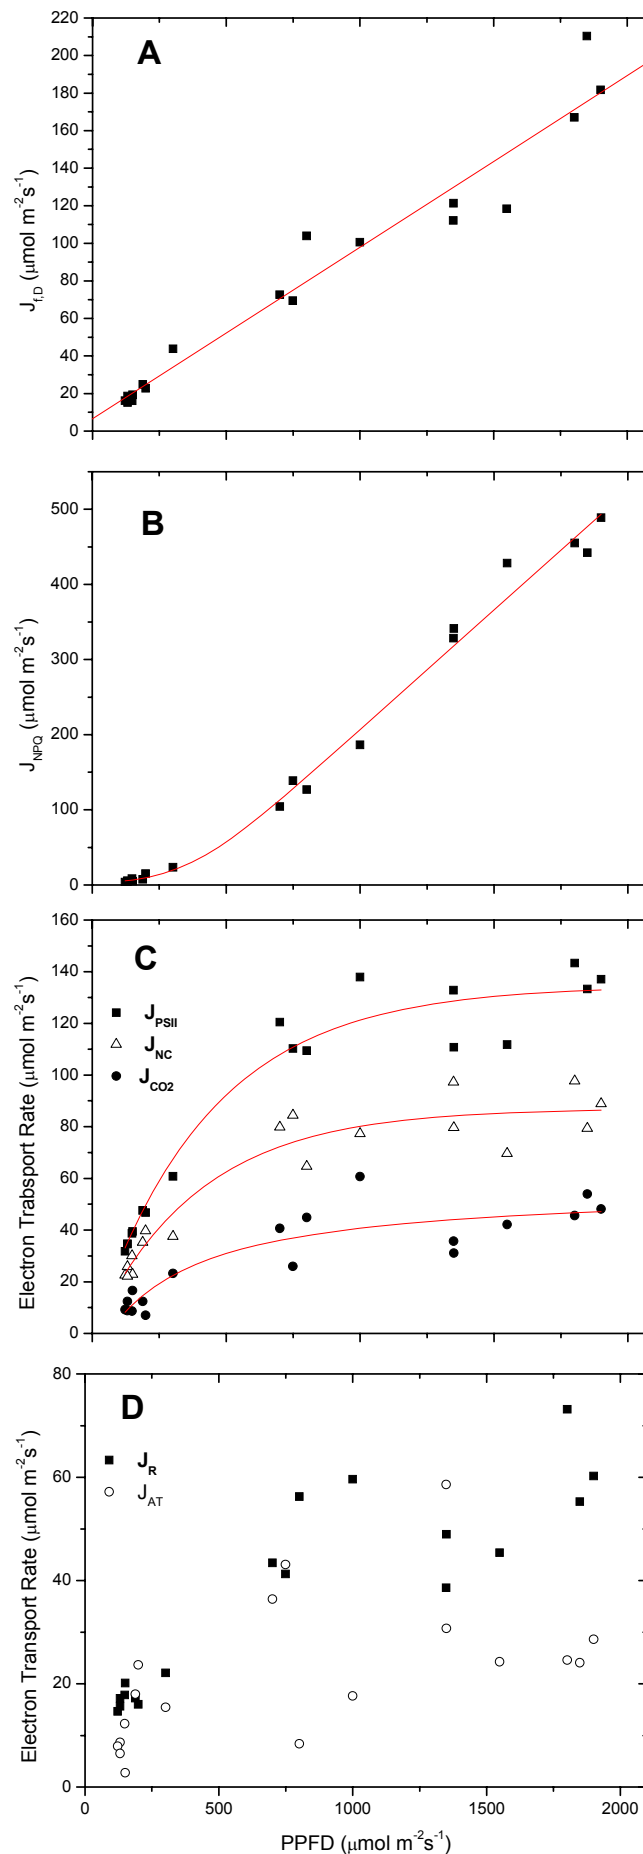 A
220
200
180
160
140
120
100
80
60
40
20
0
J_f,D (μmol m⁻²s⁻¹)
B
500
400
300
200
100
0
J_NPQ (μmol m⁻²s⁻¹)
C
160
140
120
100
80
60
40
20
0
Electron Trabsport Rate (μmol m⁻²s⁻¹)
J_PSII
J_NC
J_CO2
D
80
60
40
20
0
Electron Transport Rate (μmol m⁻²s⁻¹)
J_R
J_AT
0 500 1000 1500 2000
PPFD (μmol m⁻²s⁻¹)